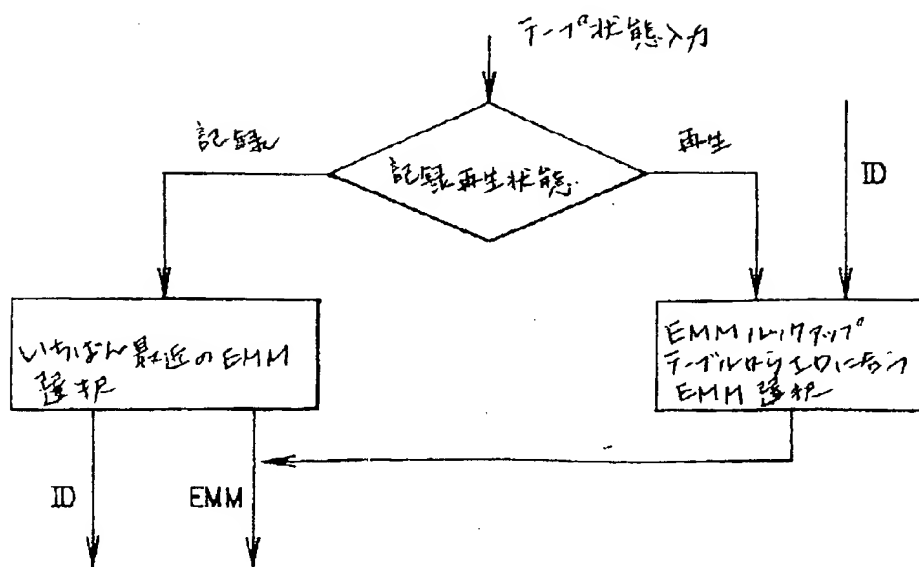 テープ状態入力
記録
再生
記録再生状態
ID
いちばん最近のEMM
選択
EMMルックアップ
テーブルからIDに合う
EMM選択
ID
EMM